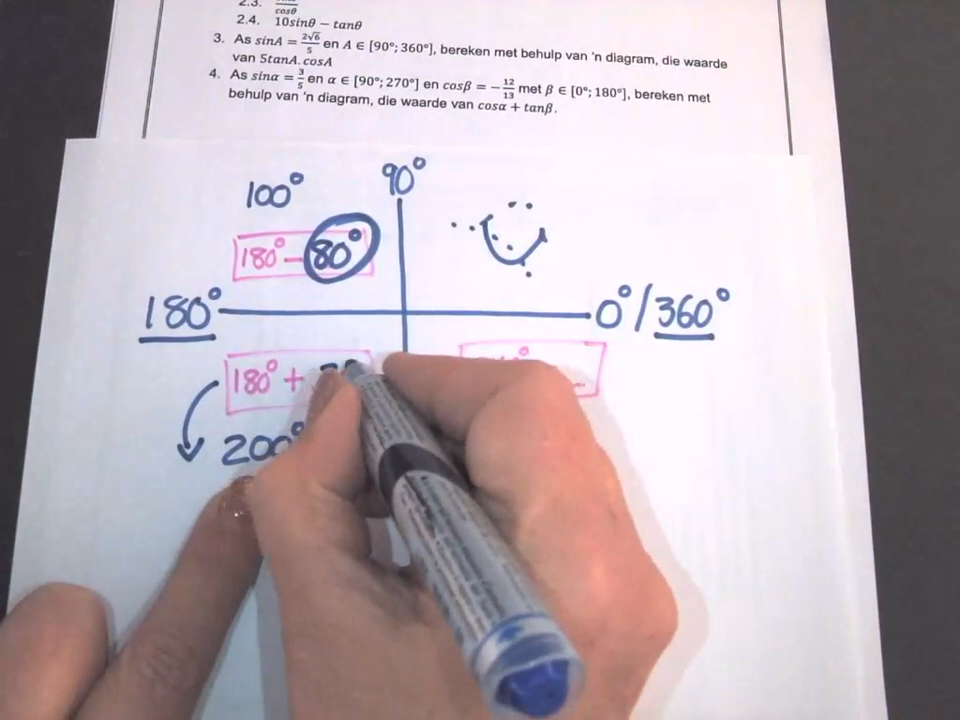 cosθ
2.4. 10sinθ − tanθ
3. As sinA = 2√6/5 en A ∈ [90°; 360°], bereken met behulp van 'n diagram, die waarde
van 5tanA.cosA
4. As sinα = 3/5 en α ∈ [90°; 270°] en cosβ = −12/13 met β ∈ [0°; 180°], bereken met
behulp van 'n diagram, die waarde van cosα + tanβ.
90°
100°
180° − 80°
180°
0°/360°
180° +
200°